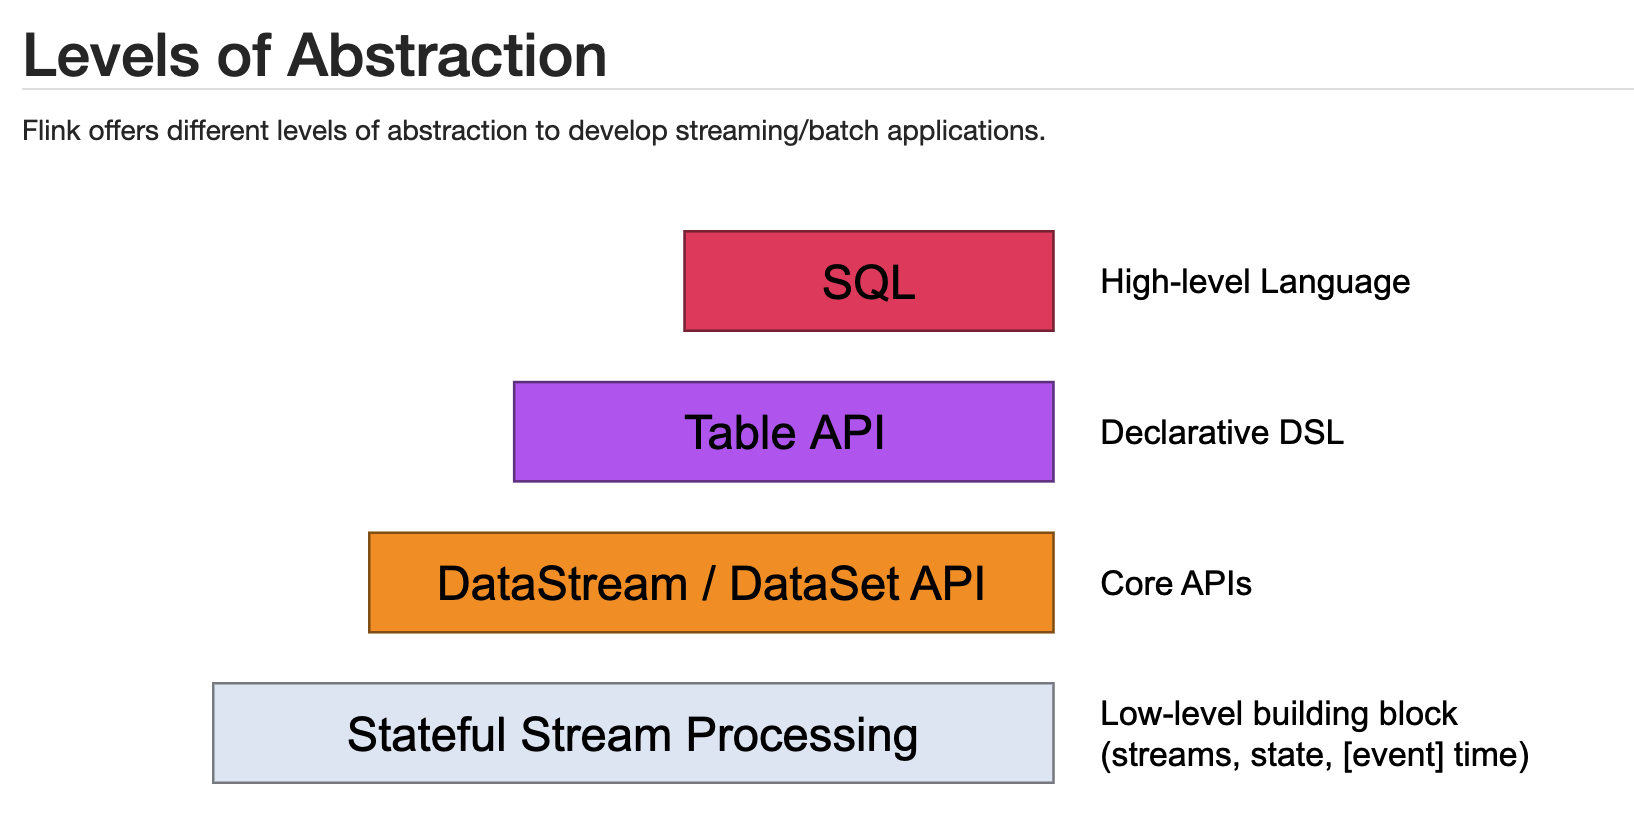 Levels of Abstraction
Flink offers different levels of abstraction to develop streaming/batch applications.
SQL
High-level Language
Table API
Declarative DSL
DataStream / DataSet API
Core APIs
Stateful Stream Processing
Low-level building block
(streams, state, [event] time)